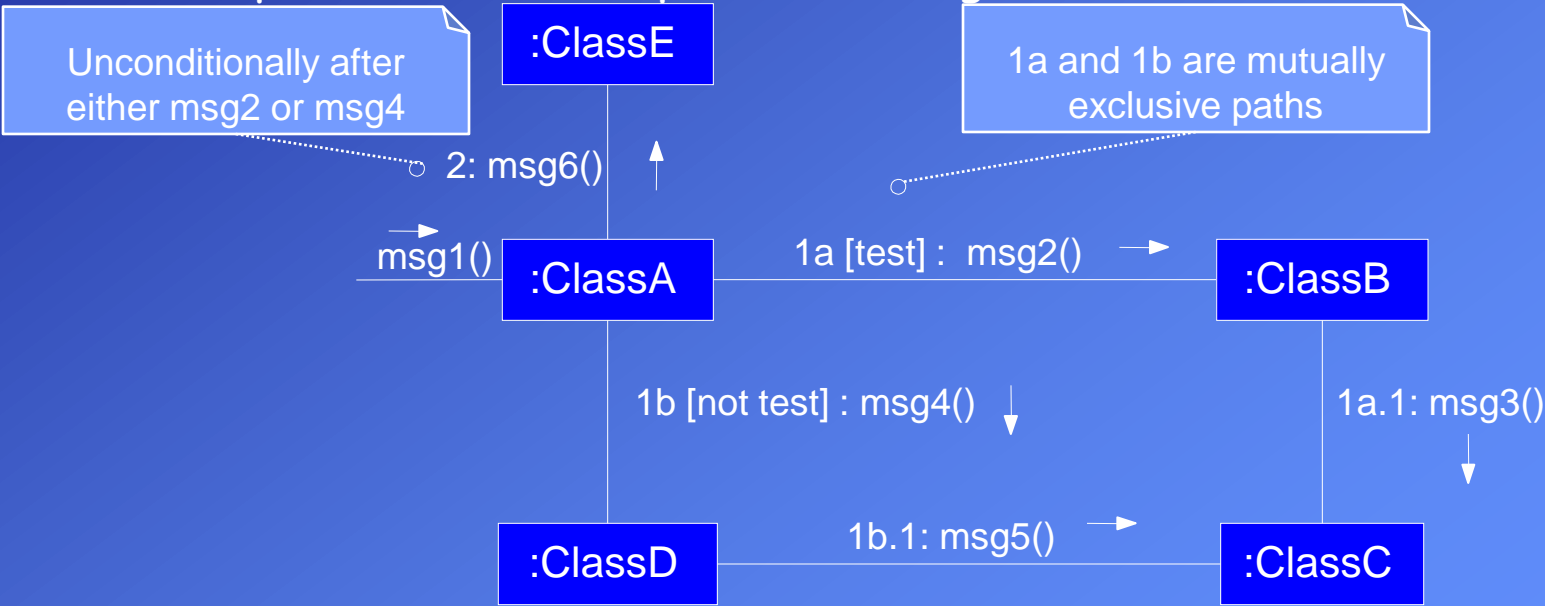 :ClassE
Unconditionally after
either msg2 or msg4
1a and 1b are mutually
exclusive paths
2: msg6()
msg1()
:ClassA
1a [test] : msg2()
:ClassB
1b [not test] : msg4()
1a.1: msg3()
:ClassD
1b.1: msg5()
:ClassC